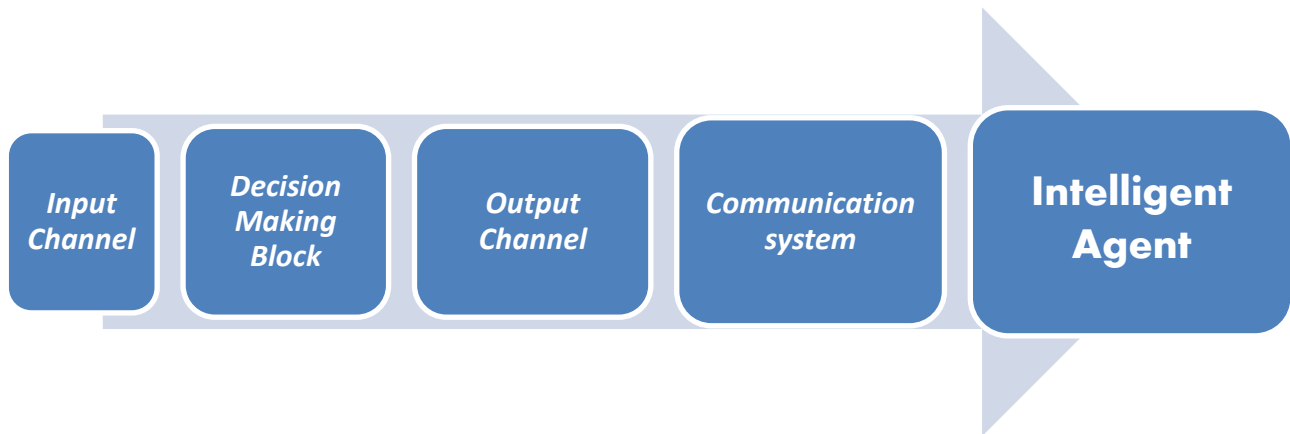 Input
Channel
Decision
Making
Block
Output
Channel
Communication
system
Intelligent
Agent